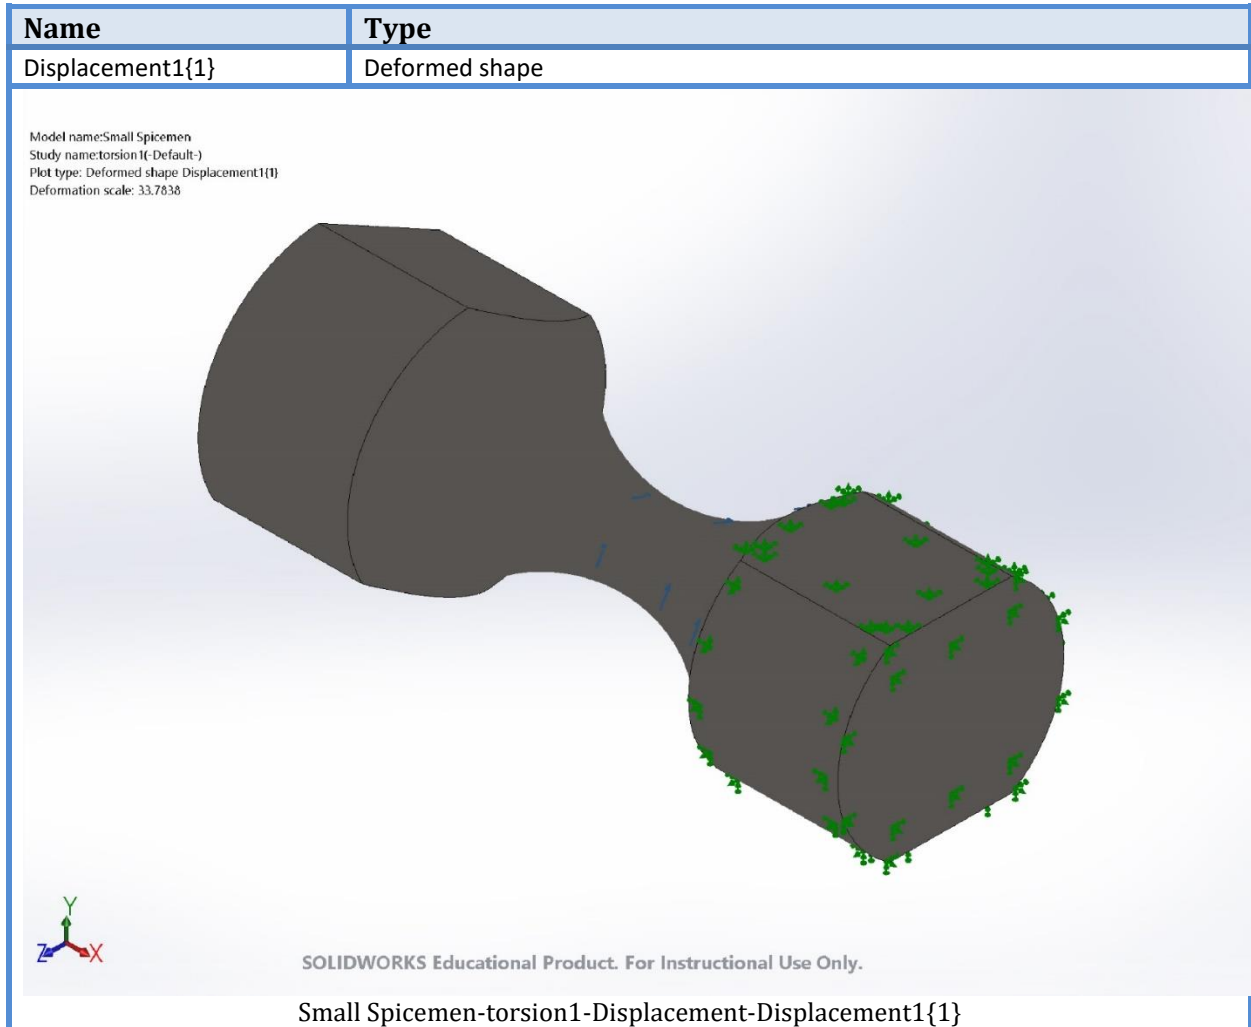 Name Type
Displacement1{1} Deformed shape
Model name:Small Spicemen
Study name:torsion1(-Default-)
Plot type: Deformed shape Displacement1{1}
Deformation scale: 33.7838
Y
Z X
SOLIDWORKS Educational Product. For Instructional Use Only.
Small Spicemen-torsion1-Displacement-Displacement1{1}